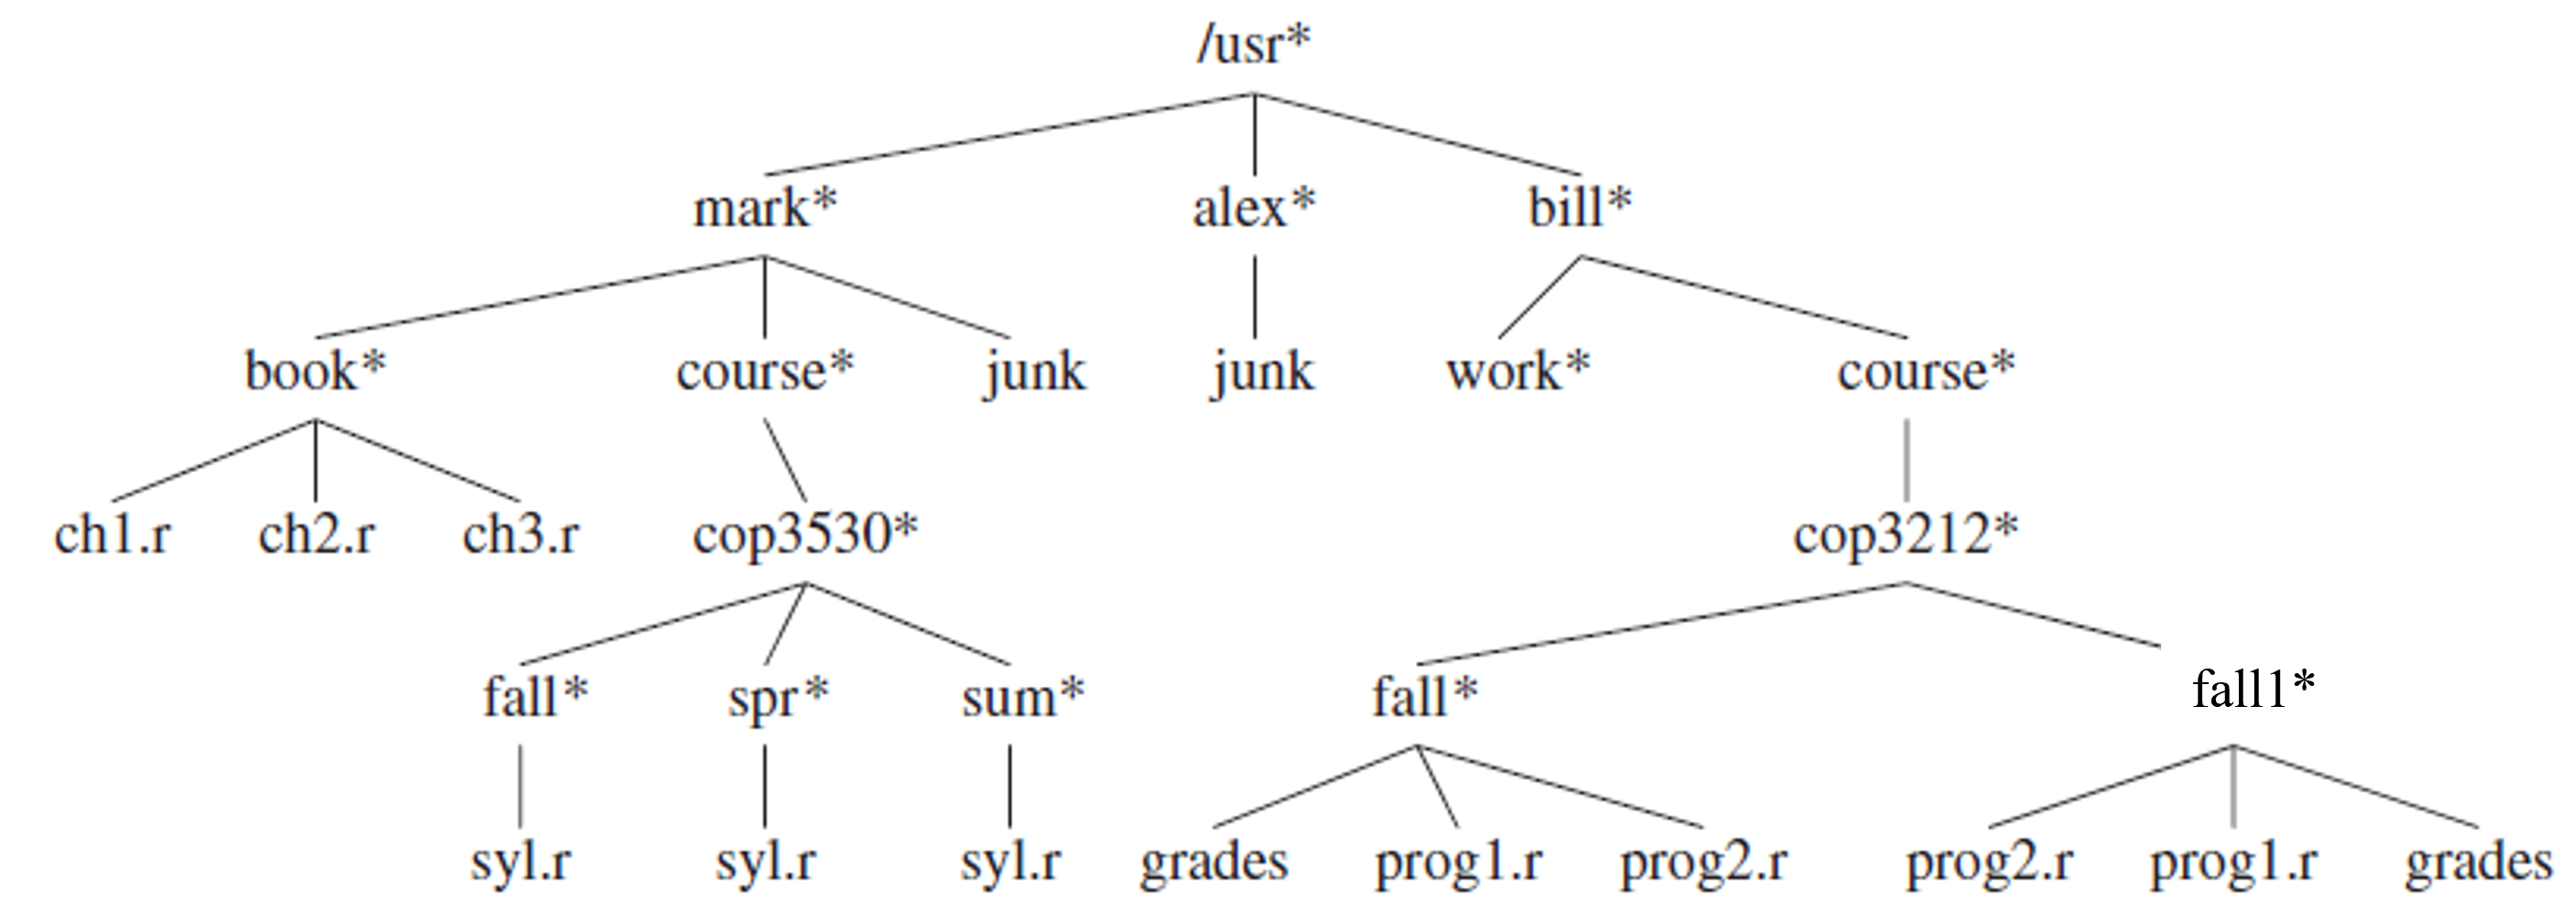 /usr*
mark* alex* bill*
book* course* junk junk work* course*
ch1.r ch2.r ch3.r cop3530* cop3212*
fall* spr* sum* fall* fall1*
syl.r syl.r syl.r grades prog1.r prog2.r prog2.r prog1.r grades